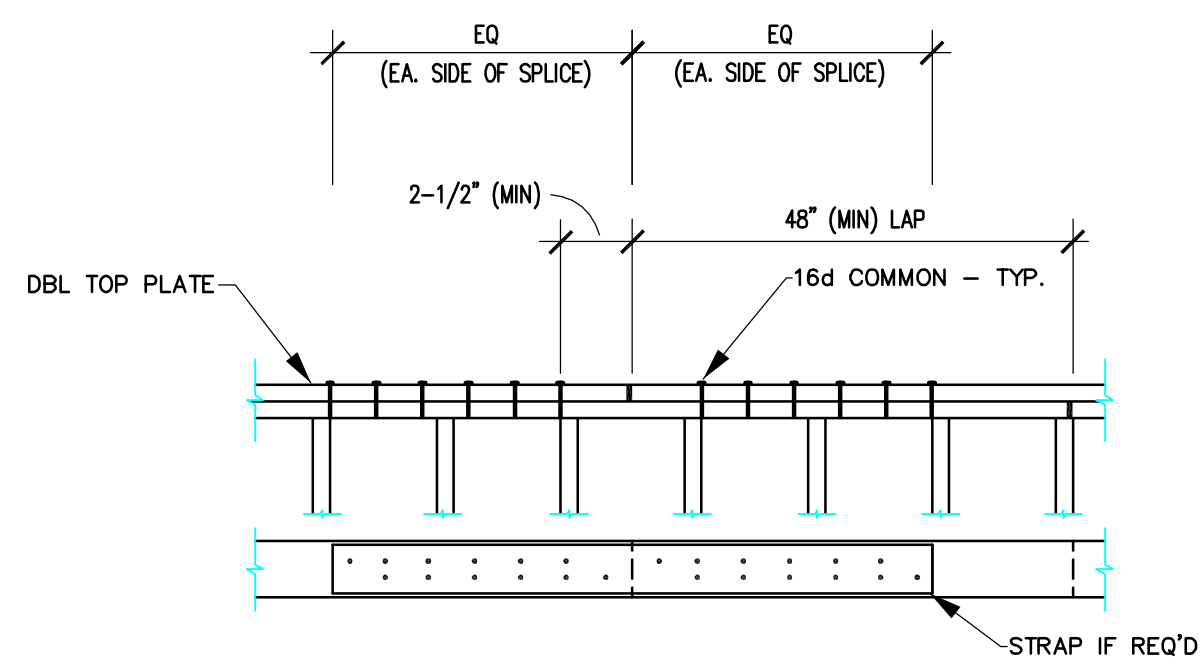 EQ
(EA. SIDE OF SPLICE)
EQ
(EA. SIDE OF SPLICE)
2-1/2" (MIN)
48" (MIN) LAP
DBL TOP PLATE
16d COMMON - TYP.
STRAP IF REQ'D